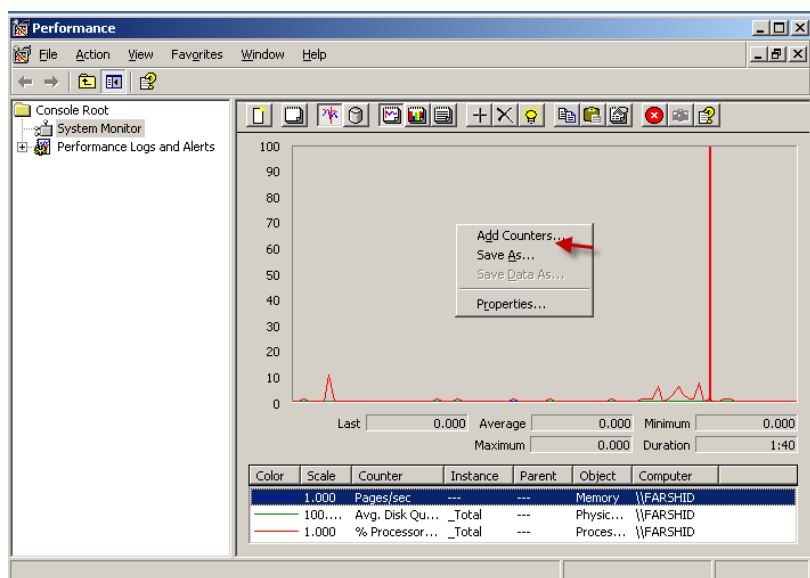 Performance
File Action View Favorites Window Help
Console Root
System Monitor
Performance Logs and Alerts
100
90
80
70
60
50
40
30
20
10
0
Add Counters...
Save As...
Save Data As...
Properties...
Last 0.000 Average 0.000 Minimum 0.000
Maximum 0.000 Duration 1:40
Color Scale Counter Instance Parent Object Computer
1.000 Pages/sec --- --- Memory \\FARSHID
100.... Avg. Disk Qu... _Total --- Physic... \\FARSHID
1.000 % Processor... _Total --- Proces... \\FARSHID